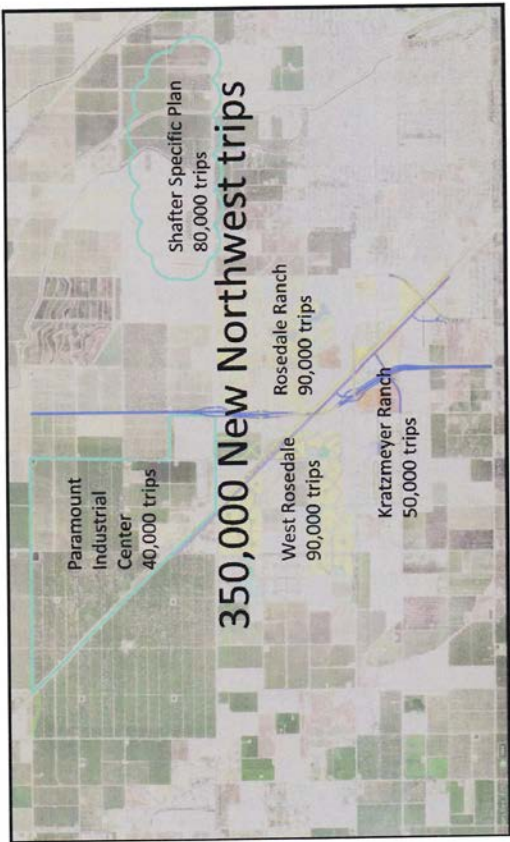 Paramount
Industrial
Center
40,000 trips
Shafter Specific Plan
80,000 trips
350,000 New Northwest trips
West Rosedale
90,000 trips
Rosedale Ranch
90,000 trips
Kratzmeyer Ranch
50,000 trips